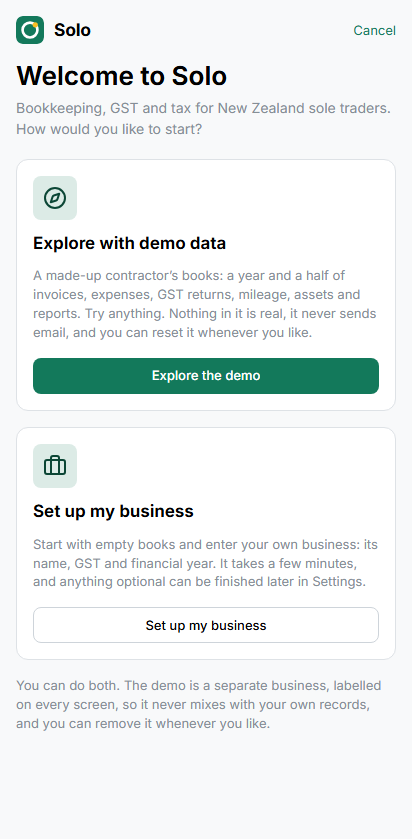 Solo
Cancel
Welcome to Solo
Bookkeeping, GST and tax for New Zealand sole traders.
How would you like to start?
Explore with demo data
A made-up contractor’s books: a year and a half of
invoices, expenses, GST returns, mileage, assets and
reports. Try anything. Nothing in it is real, it never sends
email, and you can reset it whenever you like.
Explore the demo
Set up my business
Start with empty books and enter your own business: its
name, GST and financial year. It takes a few minutes,
and anything optional can be finished later in Settings.
Set up my business
You can do both. The demo is a separate business, labelled
on every screen, so it never mixes with your own records,
and you can remove it whenever you like.